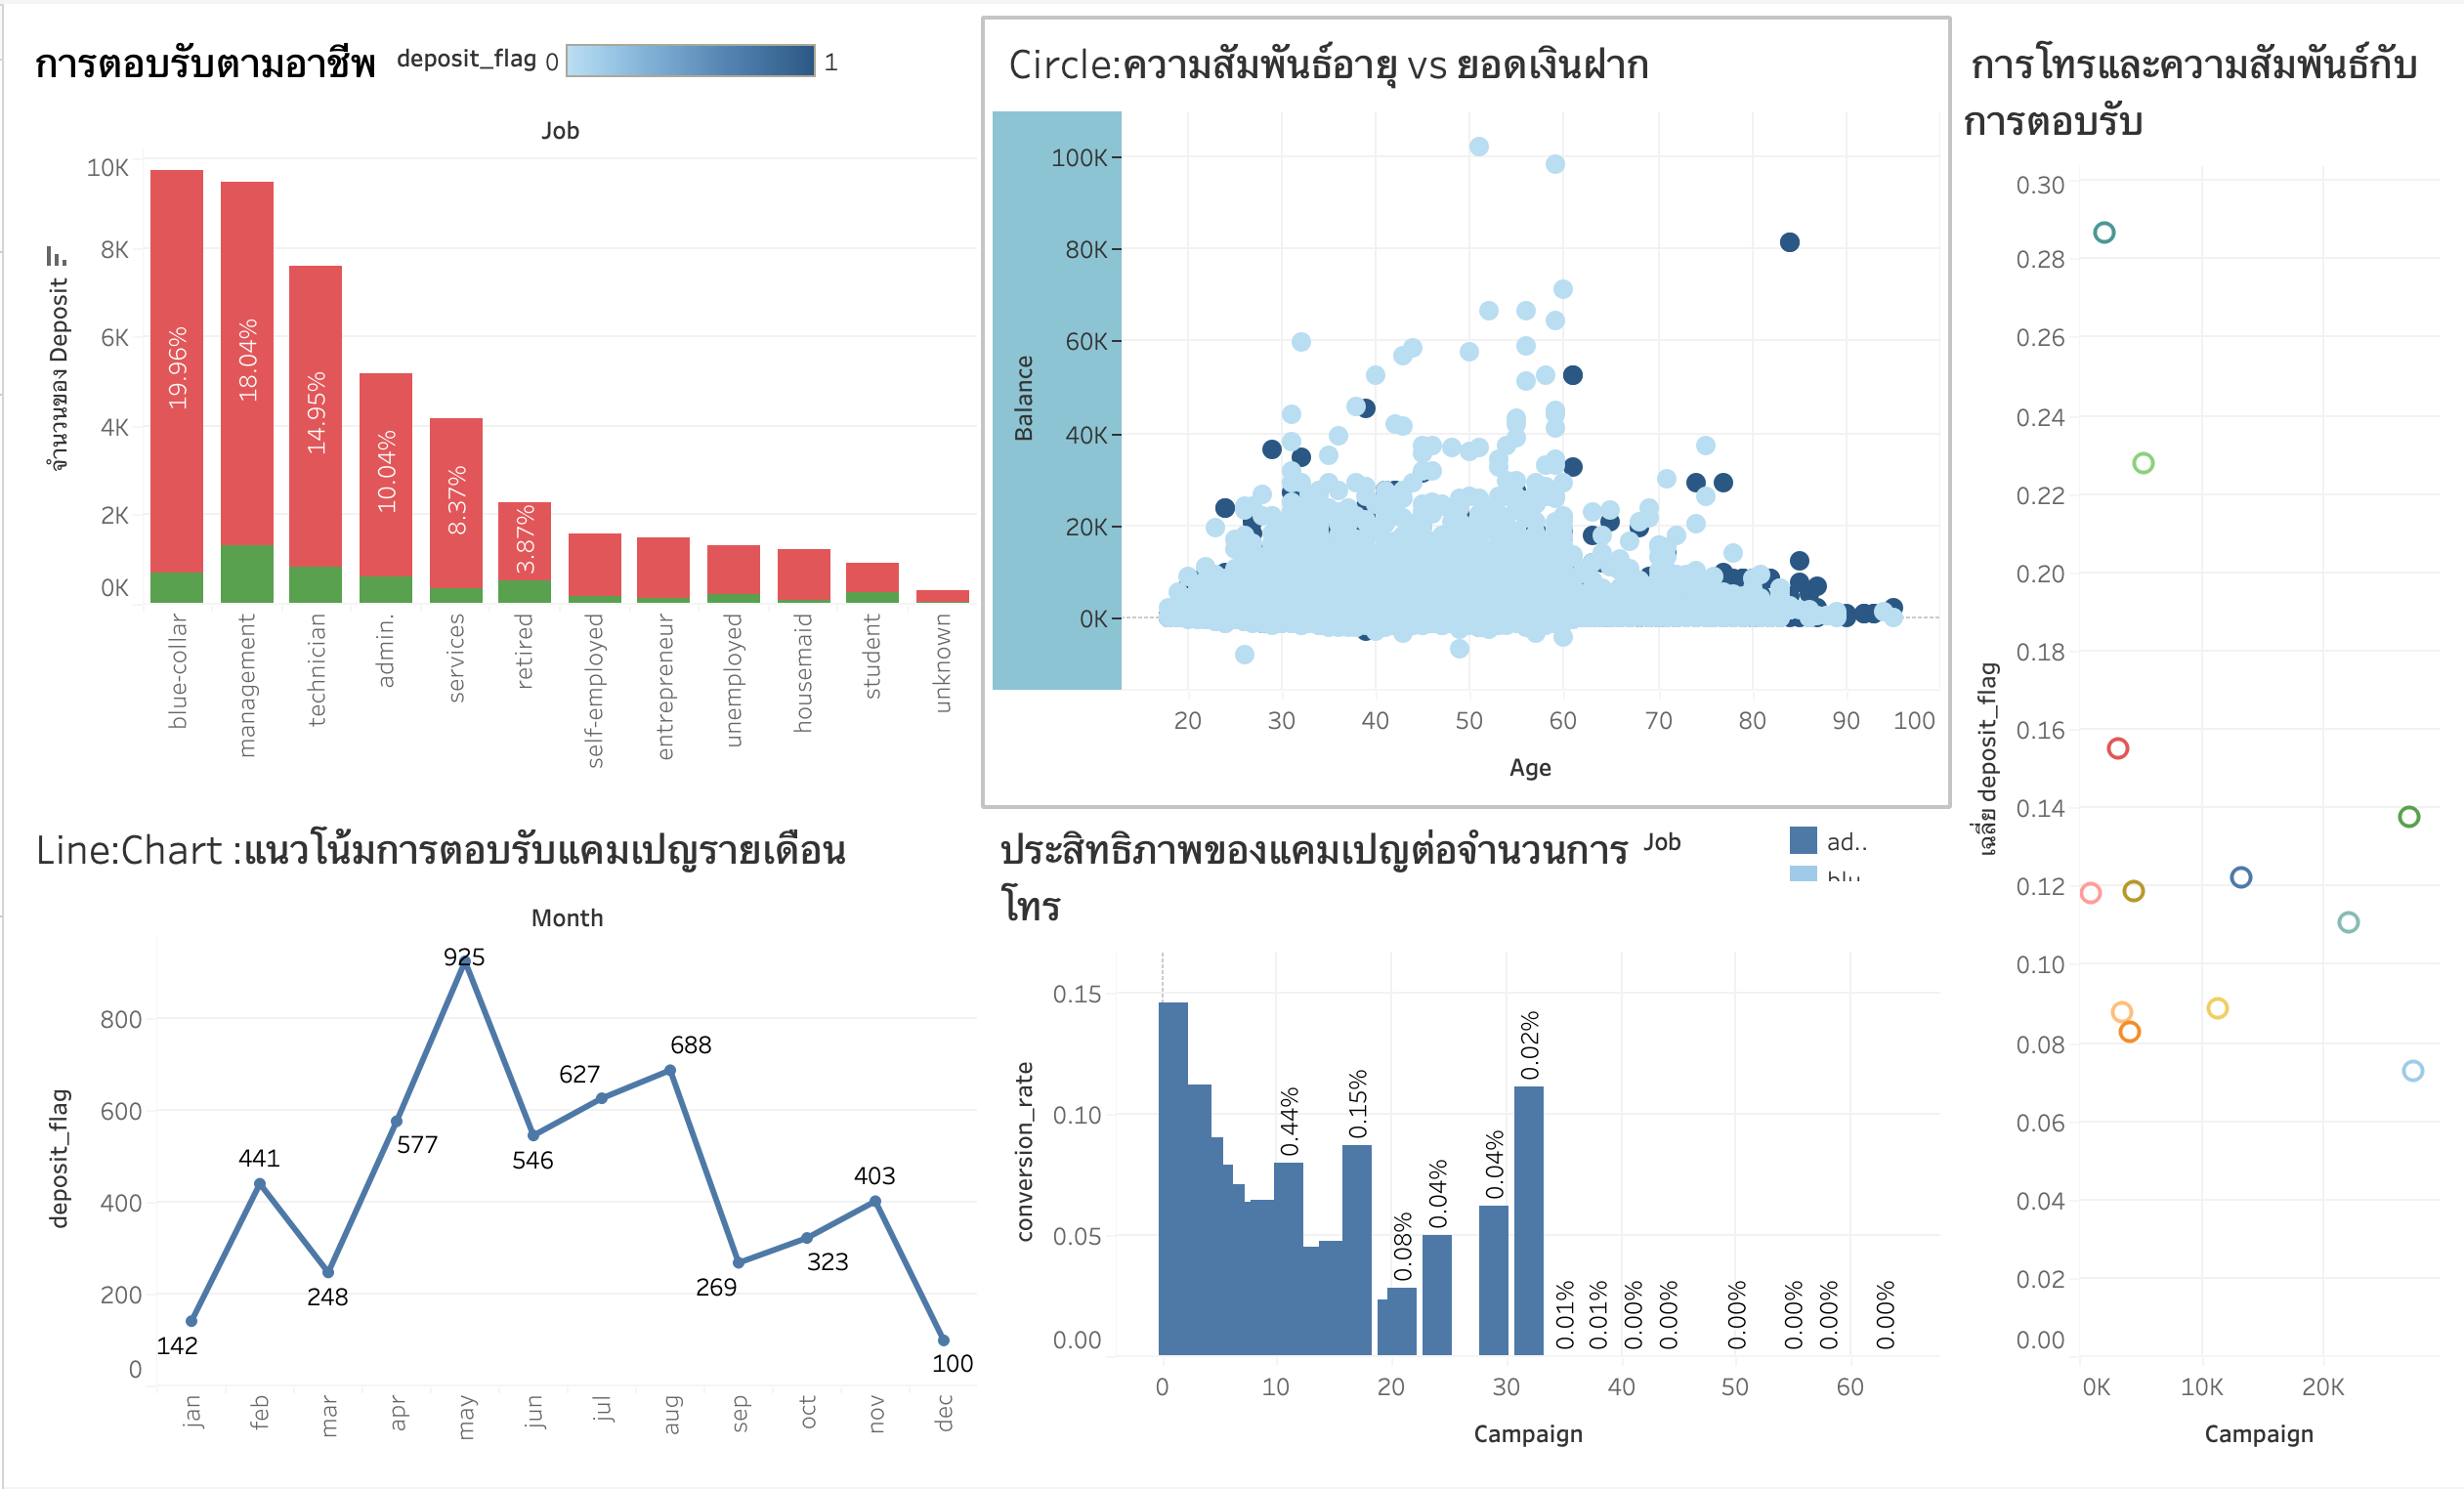 การตอบรับตามอาชีพ
deposit_flag 0 1
Job
จำนวนของ Deposit
10K
8K
6K
4K
2K
0K
19.96%
18.04%
14.95%
10.04%
8.37%
3.87%
blue-collar
management
technician
admin.
services
retired
self-employed
entrepreneur
unemployed
housemaid
student
unknown
Circle:ความสัมพันธ์อายุ vs ยอดเงินฝาก
Balance
100K
80K
60K
40K
20K
0K
20 30 40 50 60 70 80 90 100
Age
การโทรและความสัมพันธ์กับ
การตอบรับ
เฉลี่ย deposit_flag
0.30
0.28
0.26
0.24
0.22
0.20
0.18
0.16
0.14
0.12
0.10
0.08
0.06
0.04
0.02
0.00
0K 10K 20K
Campaign
Line:Chart :แนวโน้มการตอบรับแคมเปญรายเดือน
Month
deposit_flag
800
600
400
200
0
142
441
248
577
925
546
627
688
269
323
403
100
jan
feb
mar
apr
may
jun
jul
aug
sep
oct
nov
dec
ประสิทธิภาพของแคมเปญต่อจำนวนการ
โทร
Job
ad..
conversion_rate
0.15
0.10
0.05
0.00
0.44%
0.15%
0.08%
0.04%
0.04%
0.02%
0.01%
0.01%
0.00%
0.00%
0.00%
0.00%
0.00%
0.00%
0 10 20 30 40 50 60
Campaign